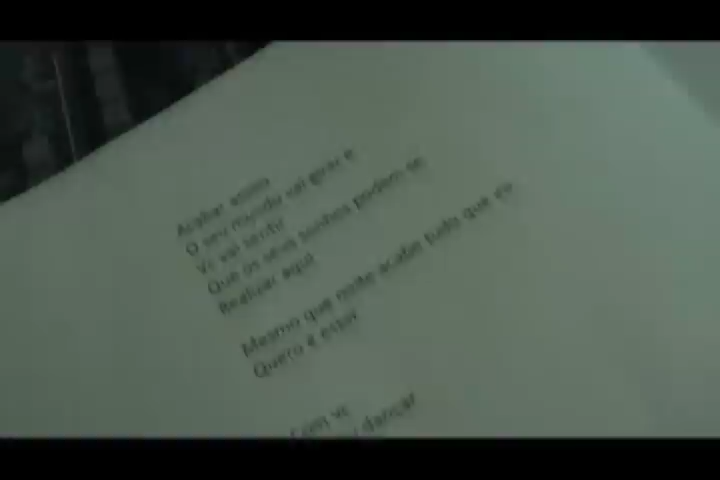 Acabar assim
O seu mundo vai girar e
Vc vai sentir
Que os seus sonhos podem se
Realizar aqui
Mesmo que noite acabe tudo que eu
Quero é estar
Com vc
dançar